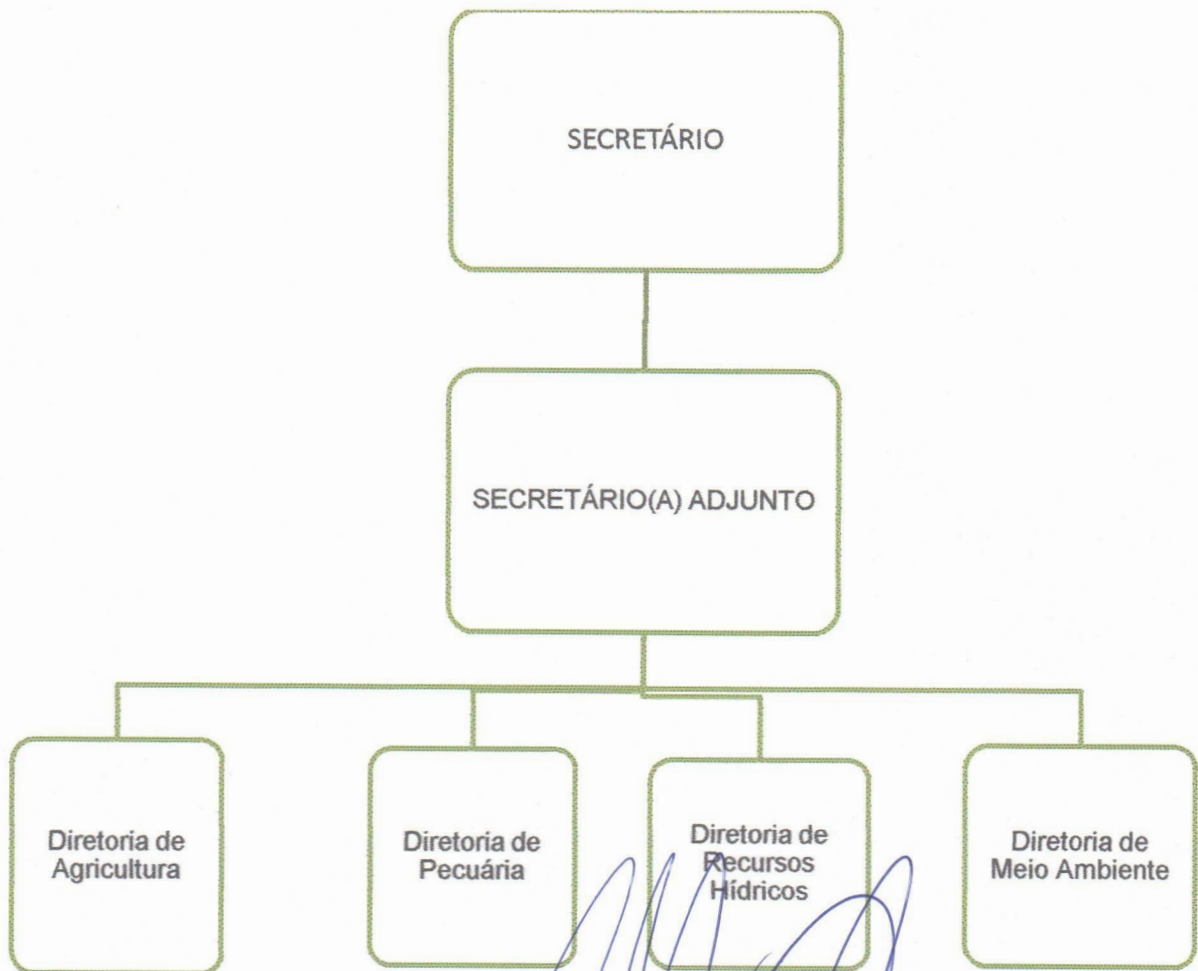 SECRETÁRIO
SECRETÁRIO(A) ADJUNTO
Diretoria de
Agricultura
Diretoria de
Pecuária
Diretoria de
Recursos
Hídricos
Diretoria de
Meio Ambiente